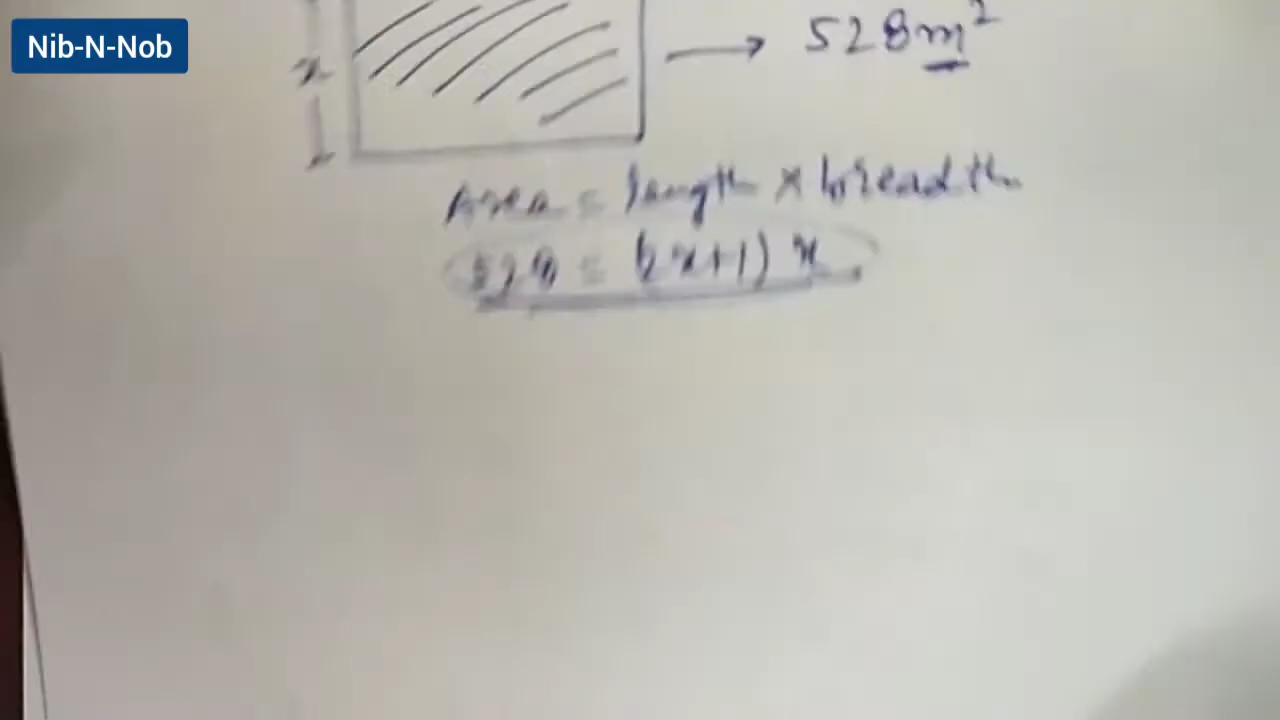 Nib-N-Nob
x
528m²
Area = length × breadth
528 = (2x+1) x